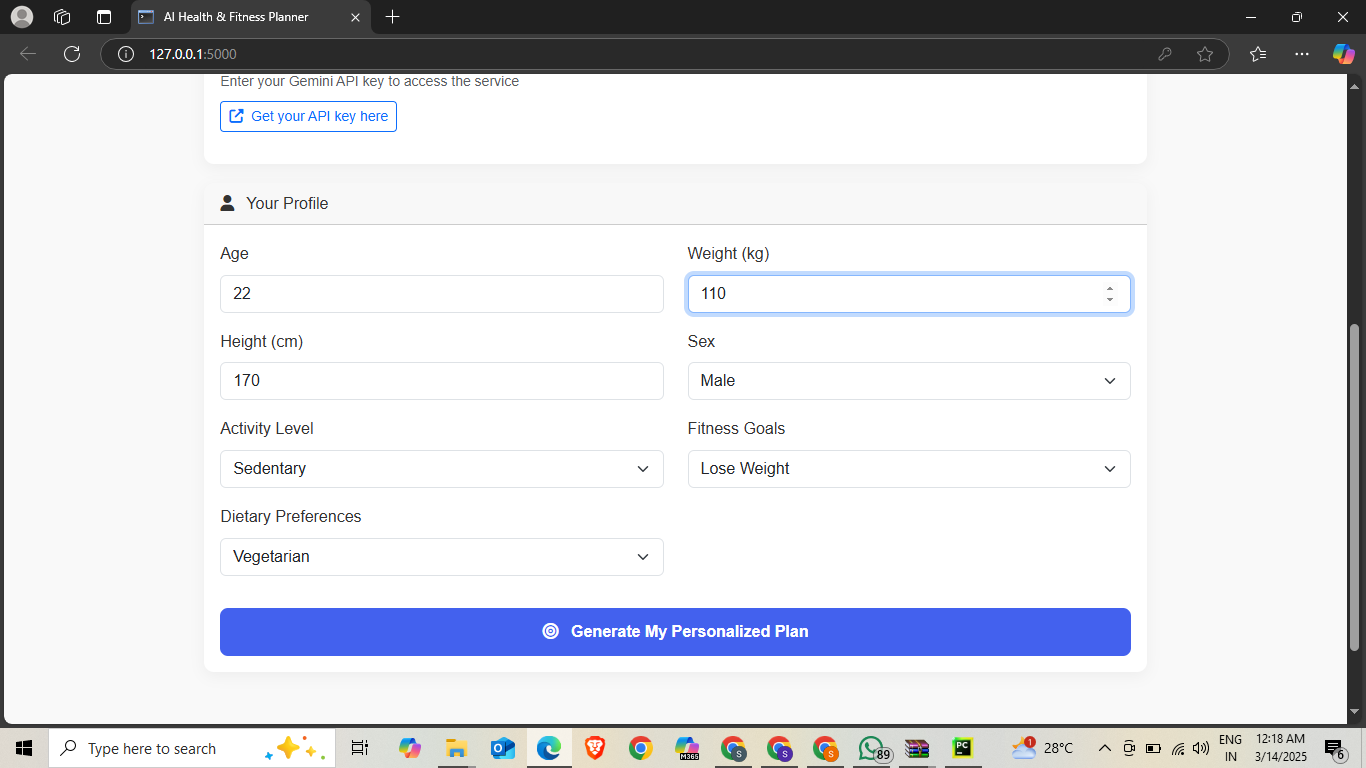 AI Health & Fitness Planner
127.0.0.1:5000
Enter your Gemini API key to access the service
Get your API key here
Your Profile
Age
Weight (kg)
22
110
Height (cm)
Sex
170
Male
Activity Level
Fitness Goals
Sedentary
Lose Weight
Dietary Preferences
Vegetarian
Generate My Personalized Plan
Type here to search
M365
S
S
S
89
PC
1
28°C
ENG
IN
12:18 AM
3/14/2025
6